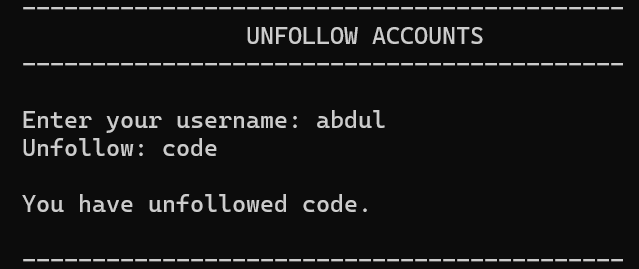 -------------------------------------------
UNFOLLOW ACCOUNTS
-------------------------------------------
Enter your username: abdul
Unfollow: code
You have unfollowed code.
-------------------------------------------